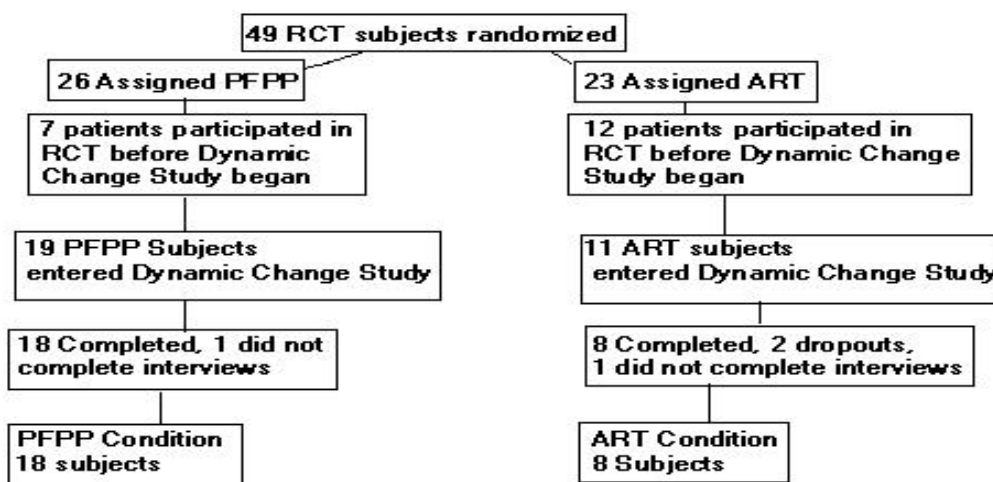 49 RCT subjects randomized
26 Assigned PFPP
23 Assigned ART
7 patients participated in
RCT before Dynamic
Change Study began
12 patients participated in
RCT before Dynamic Change
Study began
19 PFPP Subjects
entered Dynamic Change Study
11 ART subjects
entered Dynamic Change Study
18 Completed, 1 did not
complete interviews
8 Completed, 2 dropouts,
1 did not complete interviews
PFPP Condition
18 subjects
ART Condition
8 Subjects